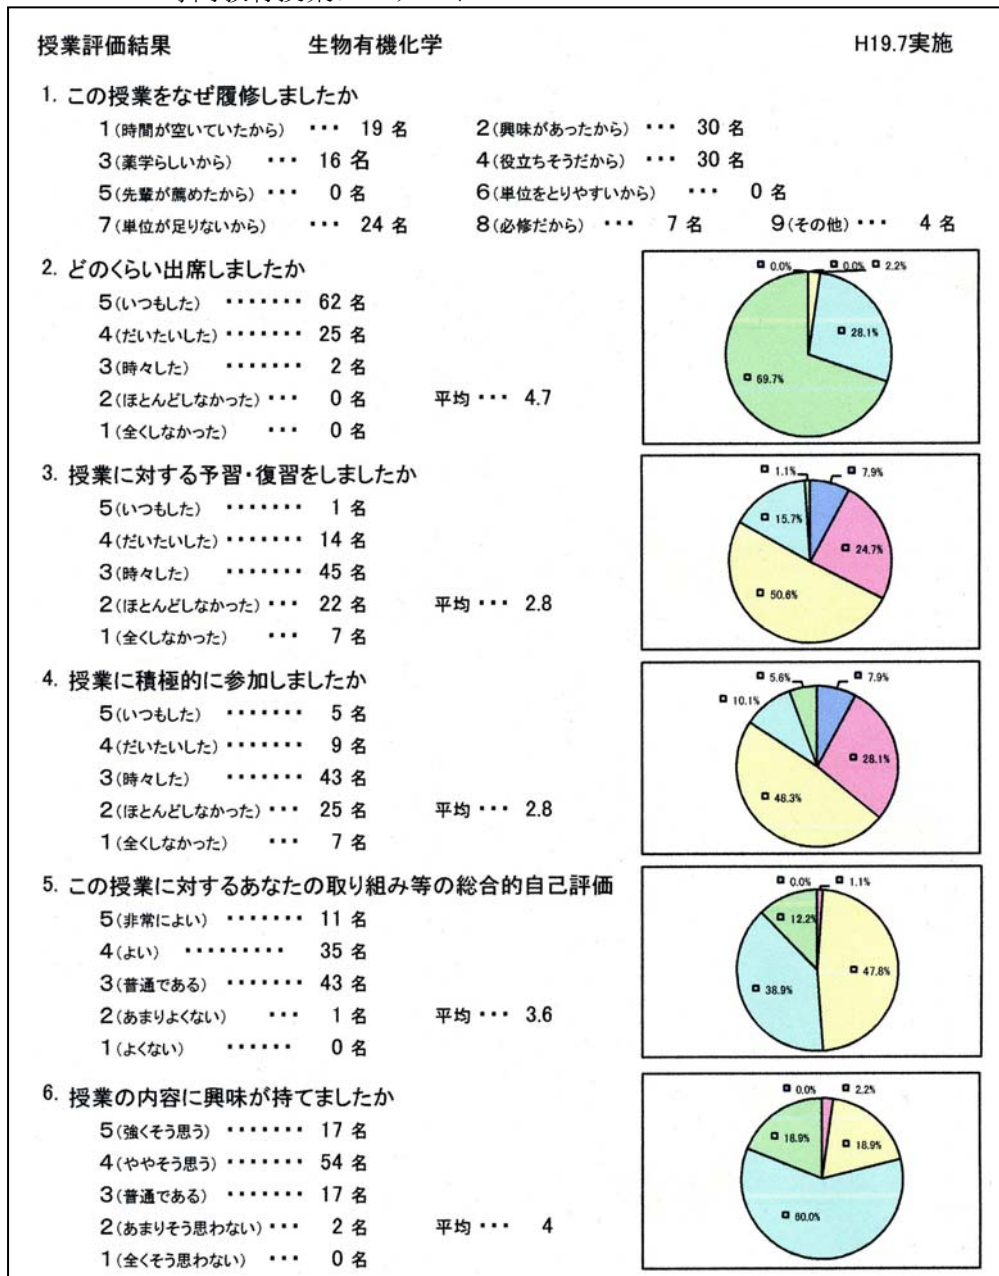 授業評価結果 生物有機化学 H19.7実施
1. この授業をなぜ履修しましたか
1(時間が空いていたから) ・・・ 19 名 2(興味があったから) ・・・ 30 名
3(薬学らしいから) ・・・ 16 名 4(役立ちそうだから) ・・・ 30 名
5(先輩が薦めたから) ・・・ 0 名 6(単位をとりやすいから) ・・・ 0 名
7(単位が足りないから) ・・・ 24 名 8(必修だから) ・・・ 7 名 9(その他) ・・・ 4 名
2. どのくらい出席しましたか
5(いつもした) ・・・・・・・ 62 名
4(だいたいした) ・・・・・・・ 25 名
3(時々した) ・・・・・・・ 2 名
2(ほとんどしなかった) ・・・ 0 名 平均 ・・・ 4.7
1(全くしなかった) ・・・ 0 名
0.0% 0.0% 2.2%
28.1%
69.7%
3. 授業に対する予習・復習をしましたか
5(いつもした) ・・・・・・・ 1 名
4(だいたいした) ・・・・・・・ 14 名
3(時々した) ・・・・・・・ 45 名
2(ほとんどしなかった) ・・・ 22 名 平均 ・・・ 2.8
1(全くしなかった) ・・・ 7 名
1.1% 7.9%
15.7%
24.7%
50.6%
4. 授業に積極的に参加しましたか
5(いつもした) ・・・・・・・ 5 名
4(だいたいした) ・・・・・・・ 9 名
3(時々した) ・・・・・・・ 43 名
2(ほとんどしなかった) ・・・ 25 名 平均 ・・・ 2.8
1(全くしなかった) ・・・ 7 名
5.6% 7.9%
10.1%
28.1%
48.3%
5. この授業に対するあなたの取り組み等の総合的自己評価
5(非常によい) ・・・・・・・ 11 名
4(よい) ・・・・・・・・・ 35 名
3(普通である) ・・・・・・・ 43 名
2(あまりよくない) ・・・ 1 名 平均 ・・・ 3.6
1(よくない) ・・・・・・ 0 名
0.0% 1.1%
12.2%
47.8%
38.9%
6. 授業の内容に興味が持てましたか
5(強くそう思う) ・・・・・・・ 17 名
4(ややそう思う) ・・・・・・・ 54 名
3(普通である) ・・・・・・・ 17 名
2(あまりそう思わない) ・・・ 2 名 平均 ・・・ 4
1(全くそう思わない) ・・・ 0 名
0.0% 2.2%
18.9% 18.9%
60.0%